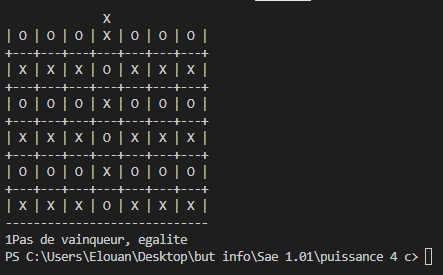 X
| O | O | O | X | O | O | O |
+---+---+---+---+---+---+---+
| X | X | X | O | X | X | X |
+---+---+---+---+---+---+---+
| O | O | O | X | O | O | O |
+---+---+---+---+---+---+---+
| X | X | X | O | X | X | X |
+---+---+---+---+---+---+---+
| O | O | O | X | O | O | O |
+---+---+---+---+---+---+---+
| X | X | X | O | X | X | X |
-----------------------------
1Pas de vainqueur, egalite
PS C:\Users\Elouan\Desktop\but info\Sae 1.01\puissance 4 c>